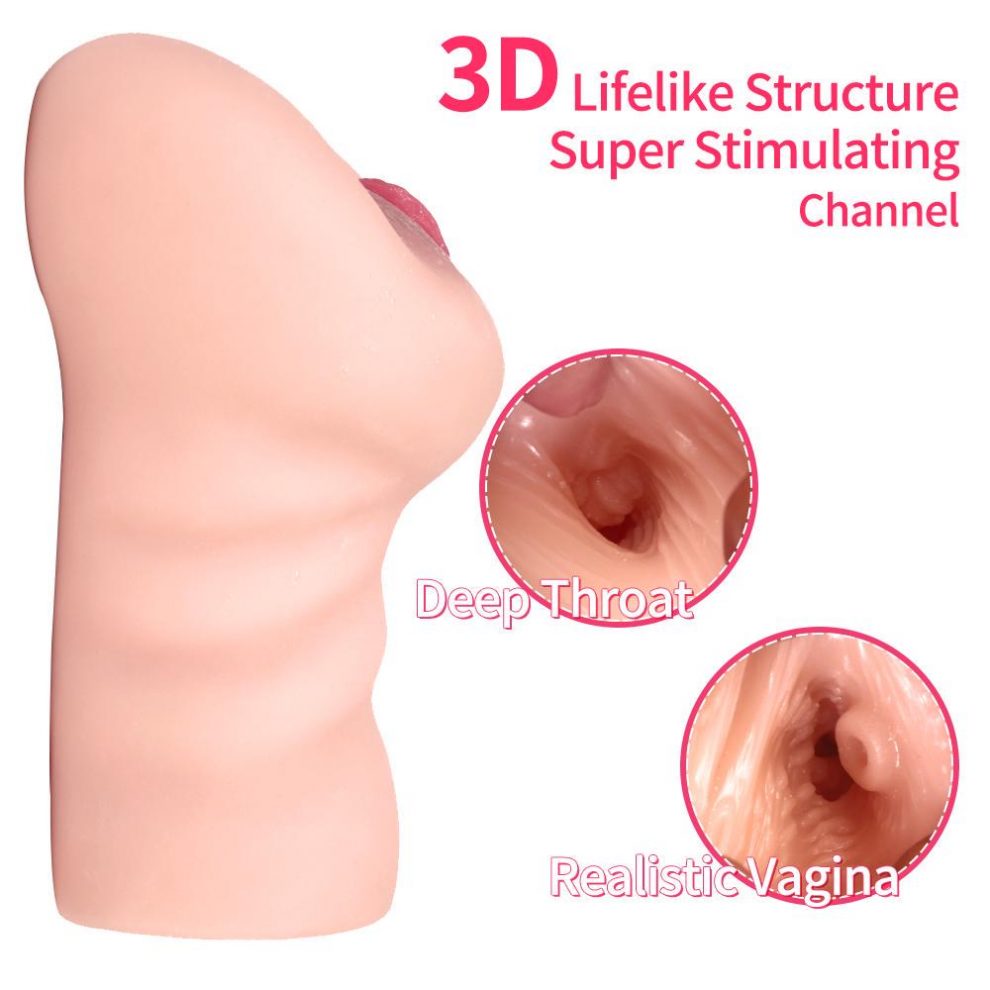 3D Lifelike Structure
Super Stimulating
Channel
Deep Throat
Realistic Vagina